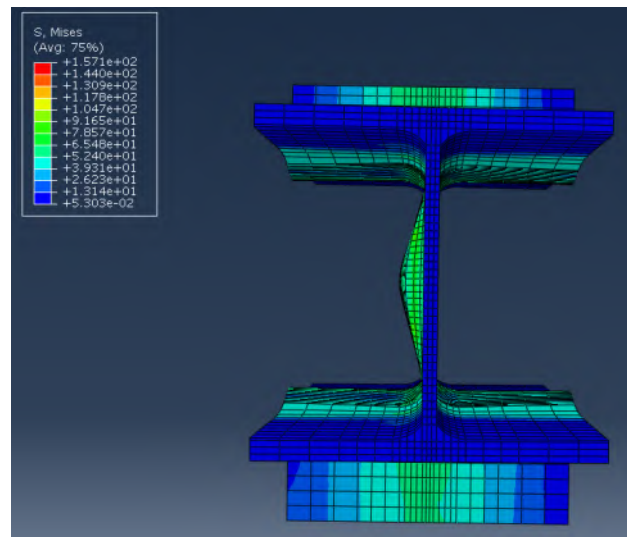 S, Mises
(Avg: 75%)
+1.571e+02
+1.440e+02
+1.309e+02
+1.178e+02
+1.047e+02
+9.165e+01
+7.857e+01
+6.548e+01
+5.240e+01
+3.931e+01
+2.623e+01
+1.314e+01
+5.303e-02